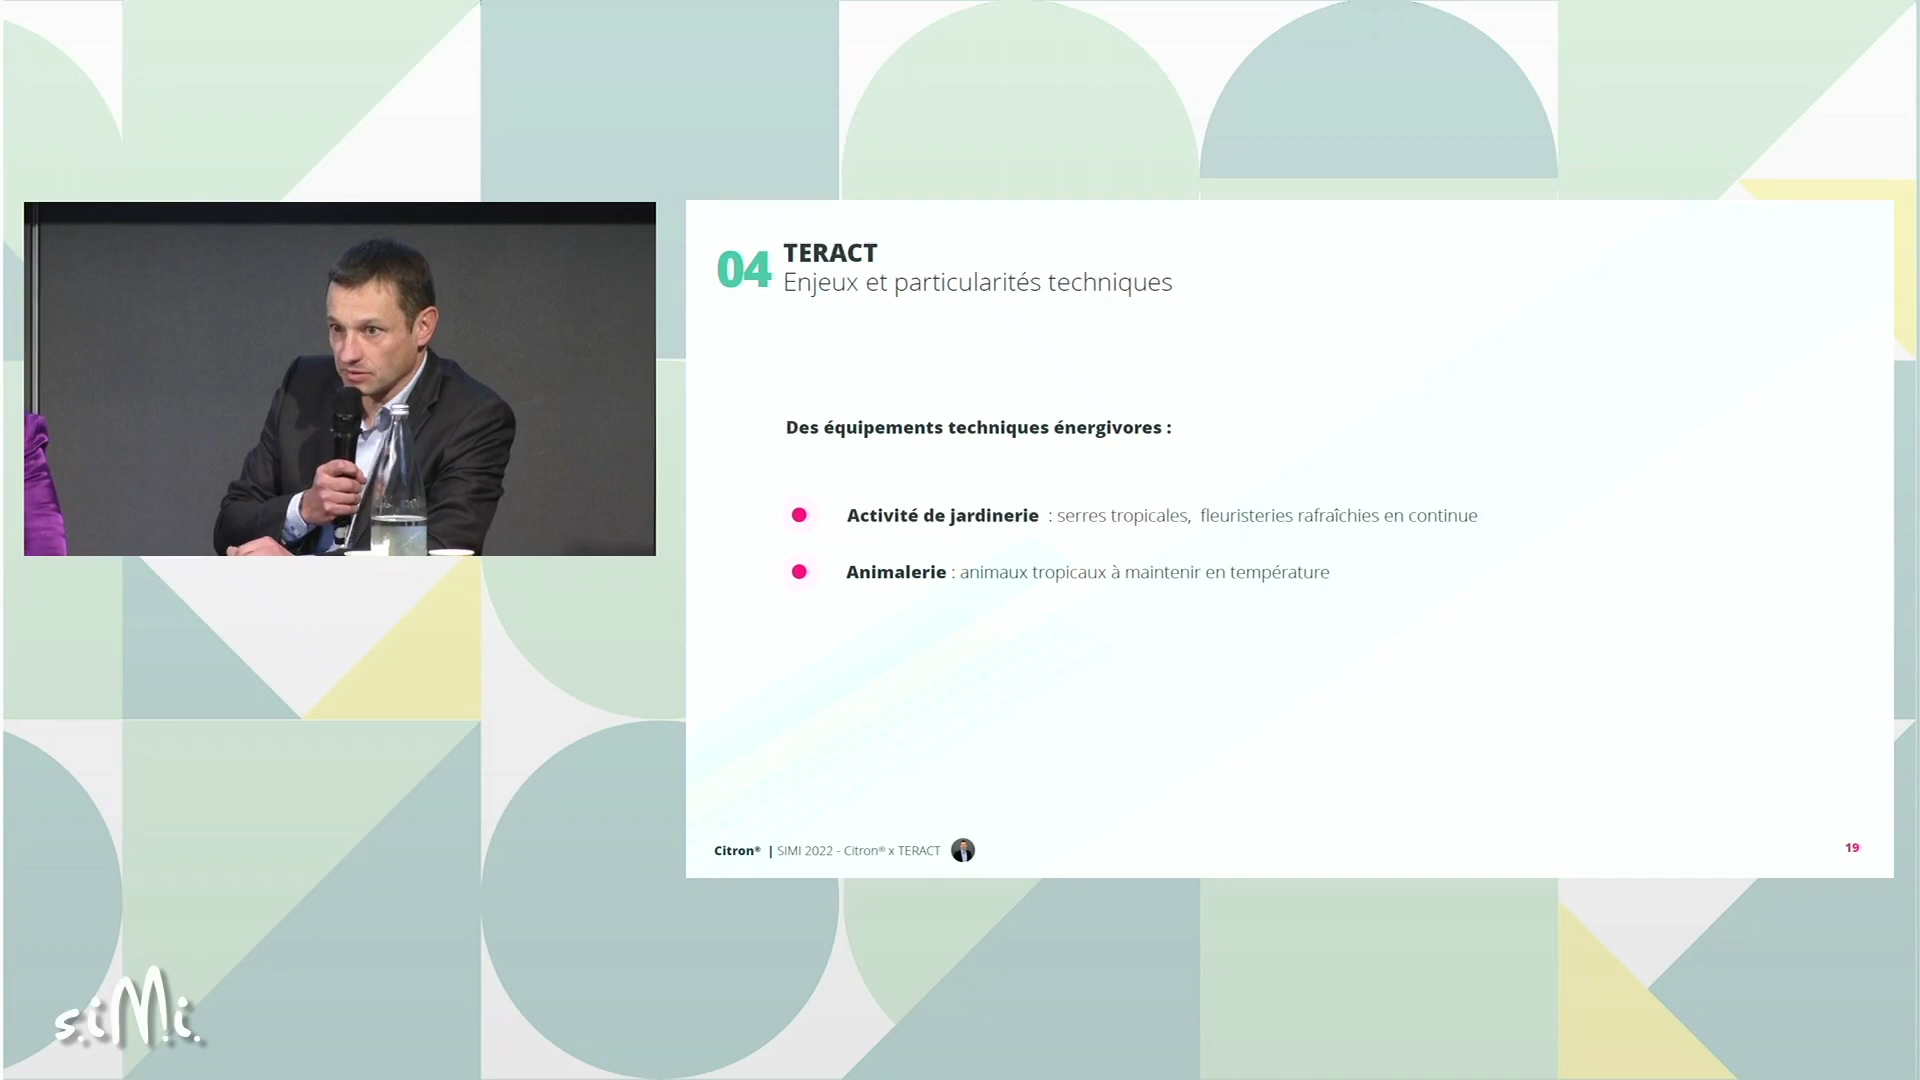 04
TERACT
Enjeux et particularités techniques
Des équipements techniques énergivores :
Activité de jardinerie : serres tropicales, fleuristeries rafraîchies en continue
Animalerie : animaux tropicaux à maintenir en température
Citron® | SIMI 2022 - Citron® x TERACT
19
s.iMi.